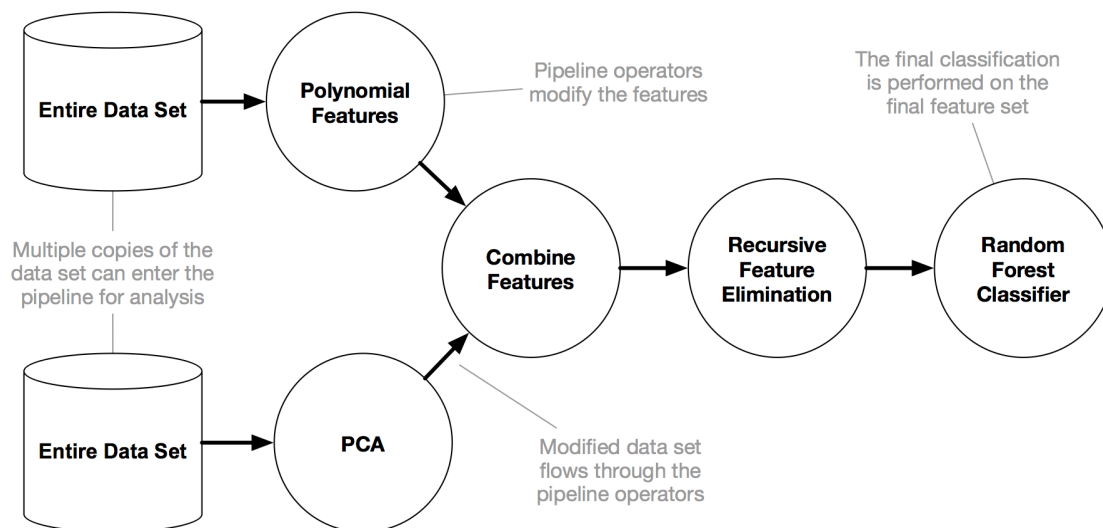 Entire Data Set
Polynomial
Features
Pipeline operators
modify the features
The final classification
is performed on the
final feature set
Multiple copies of the
data set can enter the
pipeline for analysis
Combine
Features
Recursive
Feature
Elimination
Random
Forest
Classifier
Entire Data Set
PCA
Modified data set
flows through the
pipeline operators